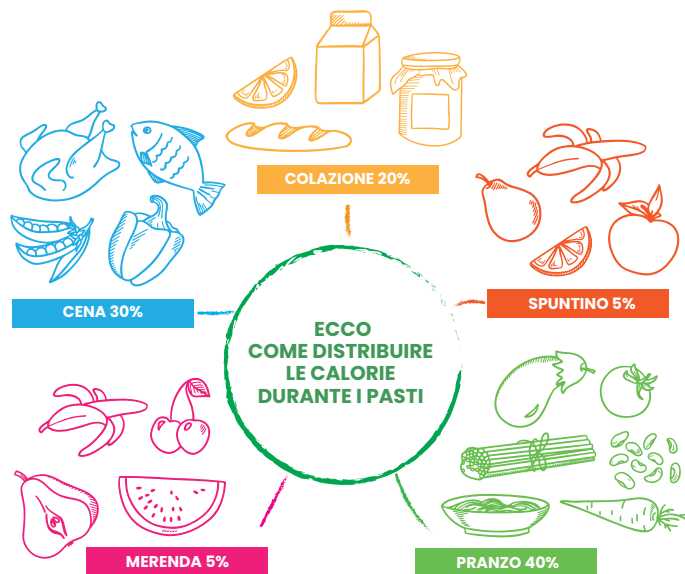 COLAZIONE 20%
CENA 30%
SPUNTINO 5%
ECCO
COME DISTRIBUIRE
LE CALORIE
DURANTE I PASTI
MERENDA 5%
PRANZO 40%